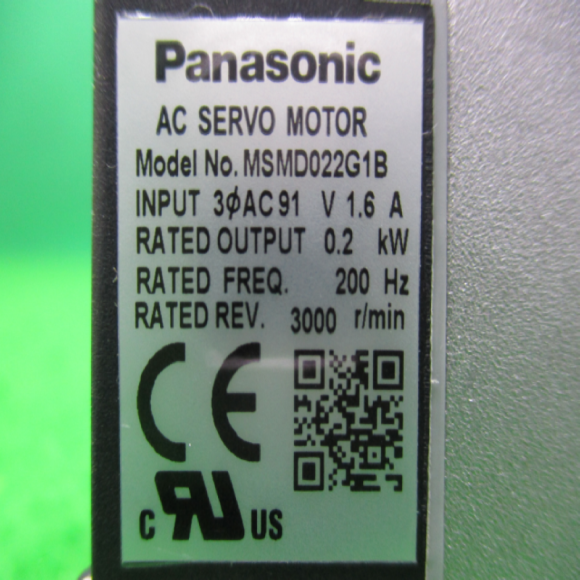 Panasonic
AC SERVO MOTOR
Model No. MSMD022G1B
INPUT 3ϕAC 91 V 1.6 A
RATED OUTPUT 0.2 kW
RATED FREQ. 200 Hz
RATED REV. 3000 r/min
CE
c RU US